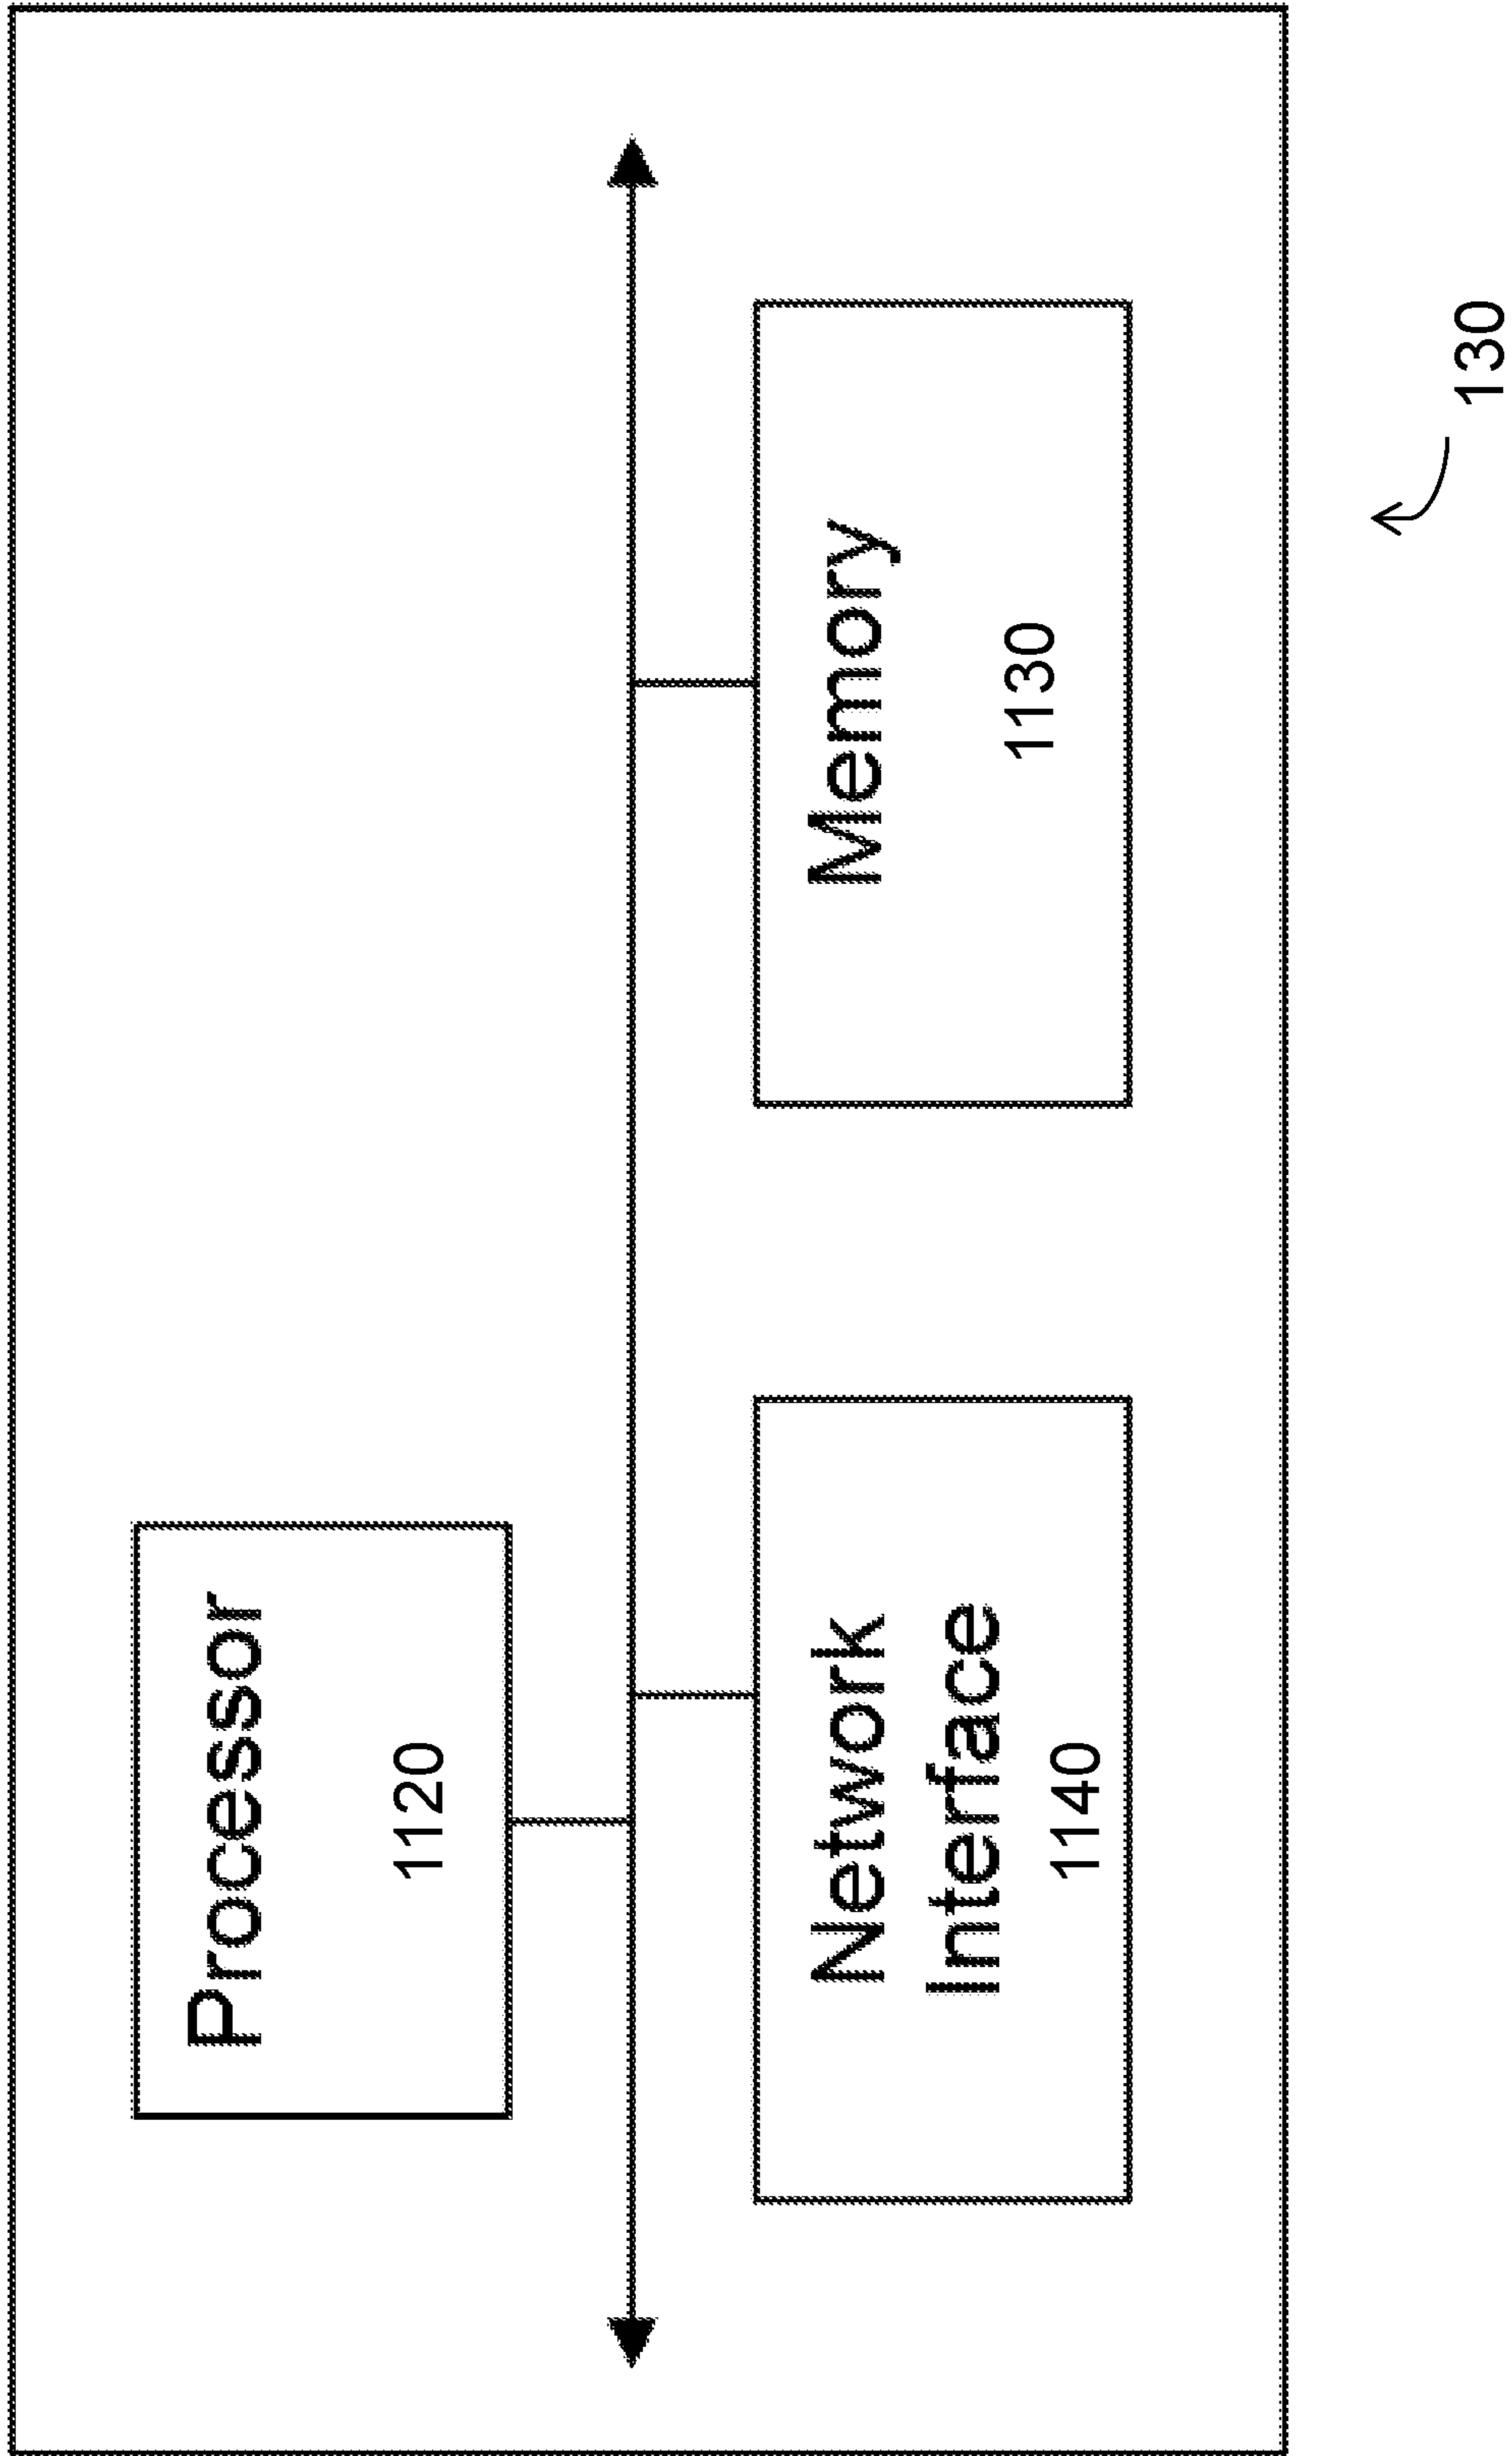 Processor
1120
Network
Interface
1140
Memory
1130
130